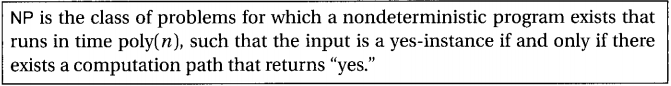 NP is the class of problems for which a nondeterministic program exists that
runs in time poly(n), such that the input is a yes-instance if and only if there
exists a computation path that returns “yes.”